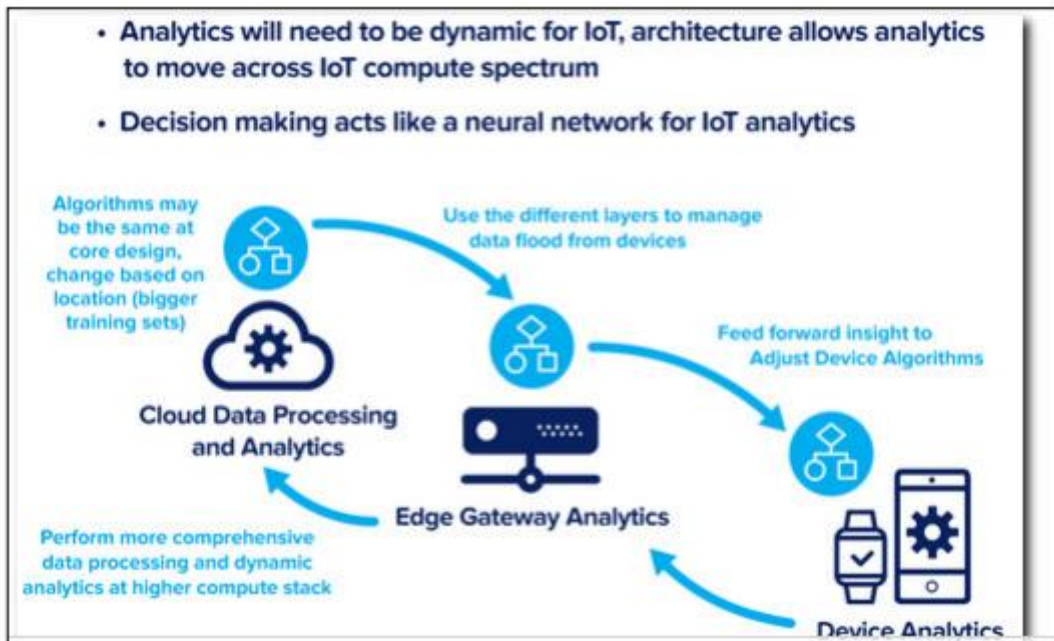 • Analytics will need to be dynamic for IoT, architecture allows analytics
to move across IoT compute spectrum
• Decision making acts like a neural network for IoT analytics
Algorithms may
be the same at
core design,
change based on
location (bigger
training sets)
Use the different layers to manage
data flood from devices
Feed forward insight to
Adjust Device Algorithms
Cloud Data Processing
and Analytics
Edge Gateway Analytics
Perform more comprehensive
data processing and dynamic
analytics at higher compute stack
Device Analytics